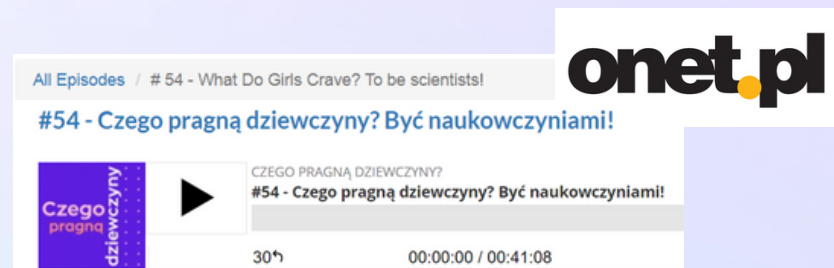 onet.pl
All Episodes / # 54 - What Do Girls Crave? To be scientists!
#54 - Czego pragną dziewczyny? Być naukowczyniami!
Czego
pragną
dziewczyny
CZEGO PRAGNĄ DZIEWCZYNY?
#54 - Czego pragną dziewczyny? Być naukowczyniami!
30
00:00:00 / 00:41:08